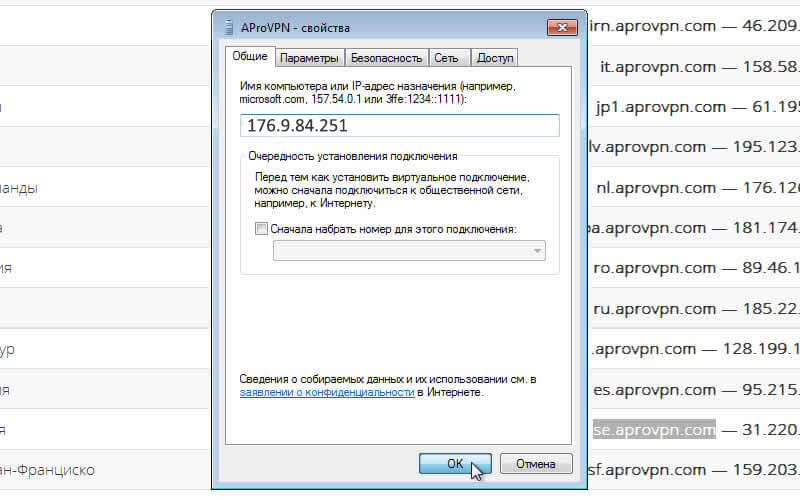 AProVPN - свойства
Общие
Параметры
Безопасность
Сеть
Доступ
Имя компьютера или IP-адрес назначения (например,
microsoft.com, 157.54.0.1 или 3ffe:1234::1111):
176.9.84.251
Очередность установления подключения
Перед тем как установить виртуальное подключение,
можно сначала подключиться к общественной сети,
например, к Интернету.
Сначала набрать номер для этого подключения:
Сведения о собираемых данных и их использовании см. в
заявлении о конфиденциальности в Интернете.
OK
Отмена
irn.aprovpn.com — 46.209.
it.aprovpn.com — 158.58.
jp1.aprovpn.com — 61.195
lv.aprovpn.com — 195.123.
анды nl.aprovpn.com — 176.126
pa.aprovpn.com — 181.174.
ия ro.aprovpn.com — 89.46.1
ru.aprovpn.com — 185.22.
ур .aprovpn.com — 128.199.1
ия es.aprovpn.com — 95.215.
я se.aprovpn.com — 31.220.
ан-Франциско sf.aprovpn.com — 159.203.